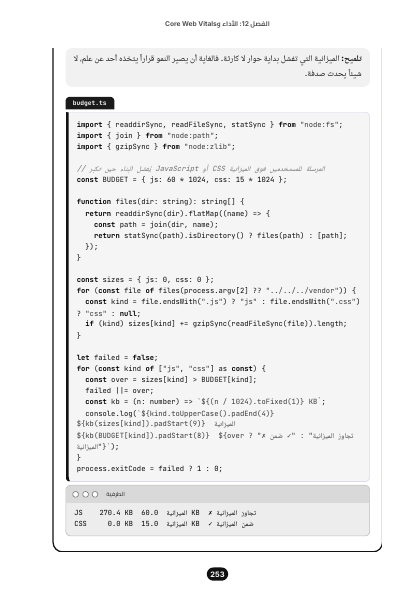 الفصل 12: الأداء وCore Web Vitals
تلميح: الميزانية التي تفشل بداية حوار لا كارثة. فالغاية أن يصير النمو قراراً يتخذه أحد عن علم، لا
شيئاً يحدث صدفة.
budget.ts
import { readdirSync, readFileSync, statSync } from "node:fs";
import { join } from "node:path";
import { gzipSync } from "node:zlib";
// يفشل البناء حين تكبر JavaScript أو CSS المرسلة للمستخدمين فوق الميزانية
const BUDGET = { js: 60 * 1024, css: 15 * 1024 };
function files(dir: string): string[] {
return readdirSync(dir).flatMap((name) => {
const path = join(dir, name);
return statSync(path).isDirectory() ? files(path) : [path];
});
}
const sizes = { js: 0, css: 0 };
for (const file of files(process.argv[2] ?? "../../../vendor")) {
const kind = file.endsWith(".js") ? "js" : file.endsWith(".css")
? "css" : null;
if (kind) sizes[kind] += gzipSync(readFileSync(file)).length;
}
let failed = false;
for (const kind of ["js", "css"] as const) {
const over = sizes[kind] > BUDGET[kind];
failed ||= over;
const kb = (n: number) => `${(n / 1024).toFixed(1)} KB`;
console.log(`${kind.toUpperCase().padEnd(4)}
${kb(sizes[kind]).padStart(9)}  الميزانية
${kb(BUDGET[kind]).padStart(8)}  ${over ? "✗ تجاوز الميزانية" : "✓ ضمن
الميزانية"}`);
}
process.exitCode = failed ? 1 : 0;
الطرفية
JS 270.4 KB الميزانية 60.0 KB ✗ تجاوز الميزانية
CSS 0.0 KB الميزانية 15.0 KB ✓ ضمن الميزانية
253